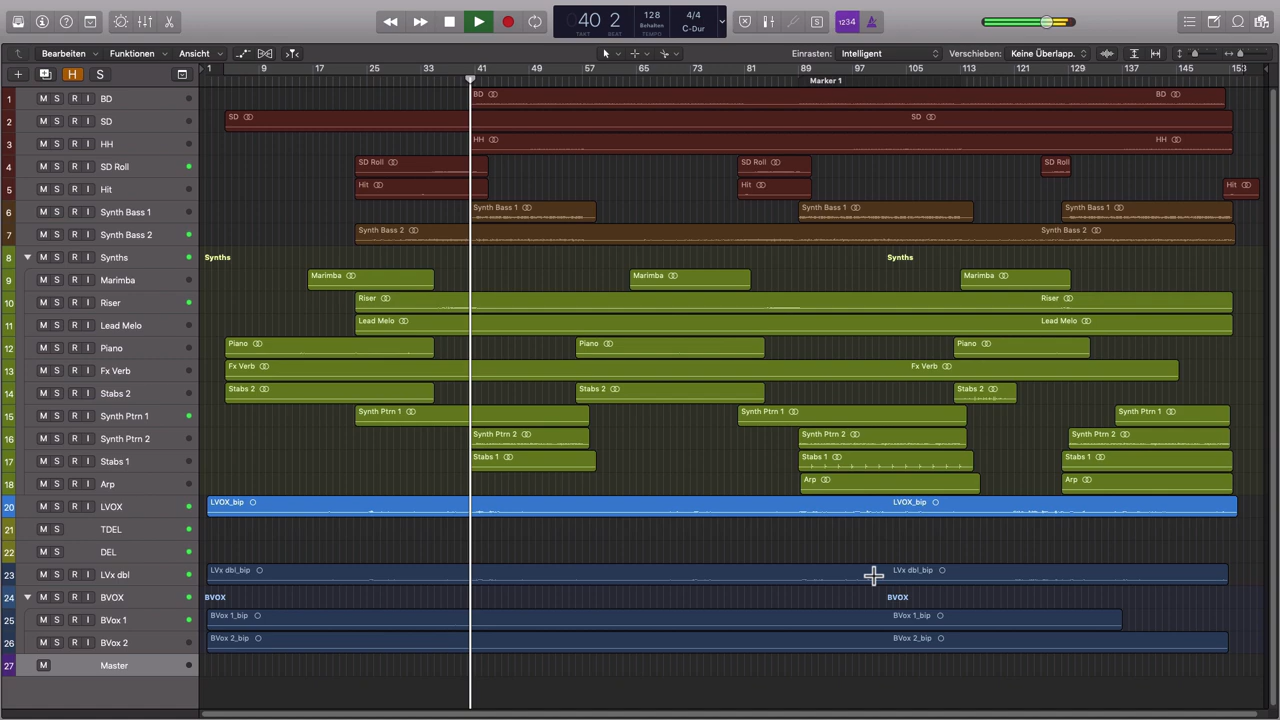 40 2
TAKT BEAT
128
Behalten
TEMPO
4/4
C-Dur
1234
Bearbeiten Funktionen Ansicht
Einrasten: Intelligent
Verschieben: Keine Überlapp.
H S
1 9 17 25 33 41 49 57 65 73 81 89 97 105 113 121 129 137 145 153
Marker 1
1 M S R I BD BD BD
2 M S R I SD SD SD
3 M S R I HH HH HH
4 M S R I SD Roll SD Roll SD Roll SD Roll
5 M S R I Hit Hit Hit Hit
6 M S R I Synth Bass 1 Synth Bass 1 Synth Bass 1 Synth Bass 1
7 M S R I Synth Bass 2 Synth Bass 2 Synth Bass 2
8 M S Synths Synths Synths
9 M S R I Marimba Marimba Marimba Marimba
10 M S R I Riser Riser Riser
11 M S R I Lead Melo Lead Melo Lead Melo
12 M S R I Piano Piano Piano Piano
13 M S R I Fx Verb Fx Verb Fx Verb
14 M S R I Stabs 2 Stabs 2 Stabs 2 Stabs 2
15 M S R I Synth Ptrn 1 Synth Ptrn 1 Synth Ptrn 1 Synth Ptrn 1
16 M S R I Synth Ptrn 2 Synth Ptrn 2 Synth Ptrn 2 Synth Ptrn 2
17 M S R I Stabs 1 Stabs 1 Stabs 1 Stabs 1
18 M S R I Arp Arp Arp
20 M S R I LVOX LVOX_bip LVOX_bip
21 M S TDEL
22 M S DEL
23 M S R I LVx dbl LVx dbl_bip LVx dbl_bip
24 M S BVOX BVOX BVOX
25 M S R I BVox 1 BVox 1_bip BVox 1_bip
26 M S R I BVox 2 BVox 2_bip BVox 2_bip
27 M Master